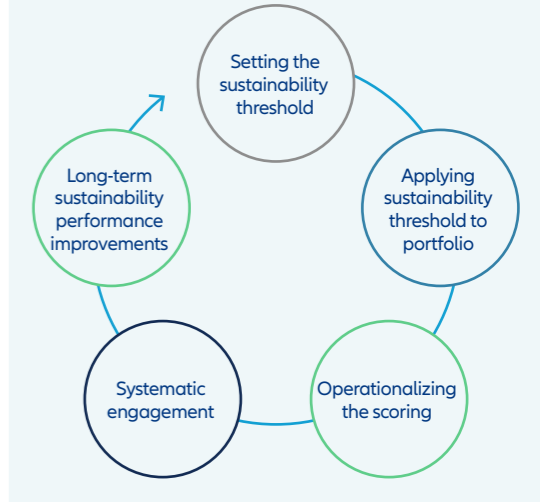 Setting the
sustainability
threshold
Applying
sustainability
threshold to
portfolio
Operationalizing
the scoring
Systematic
engagement
Long-term
sustainability
performance
improvements